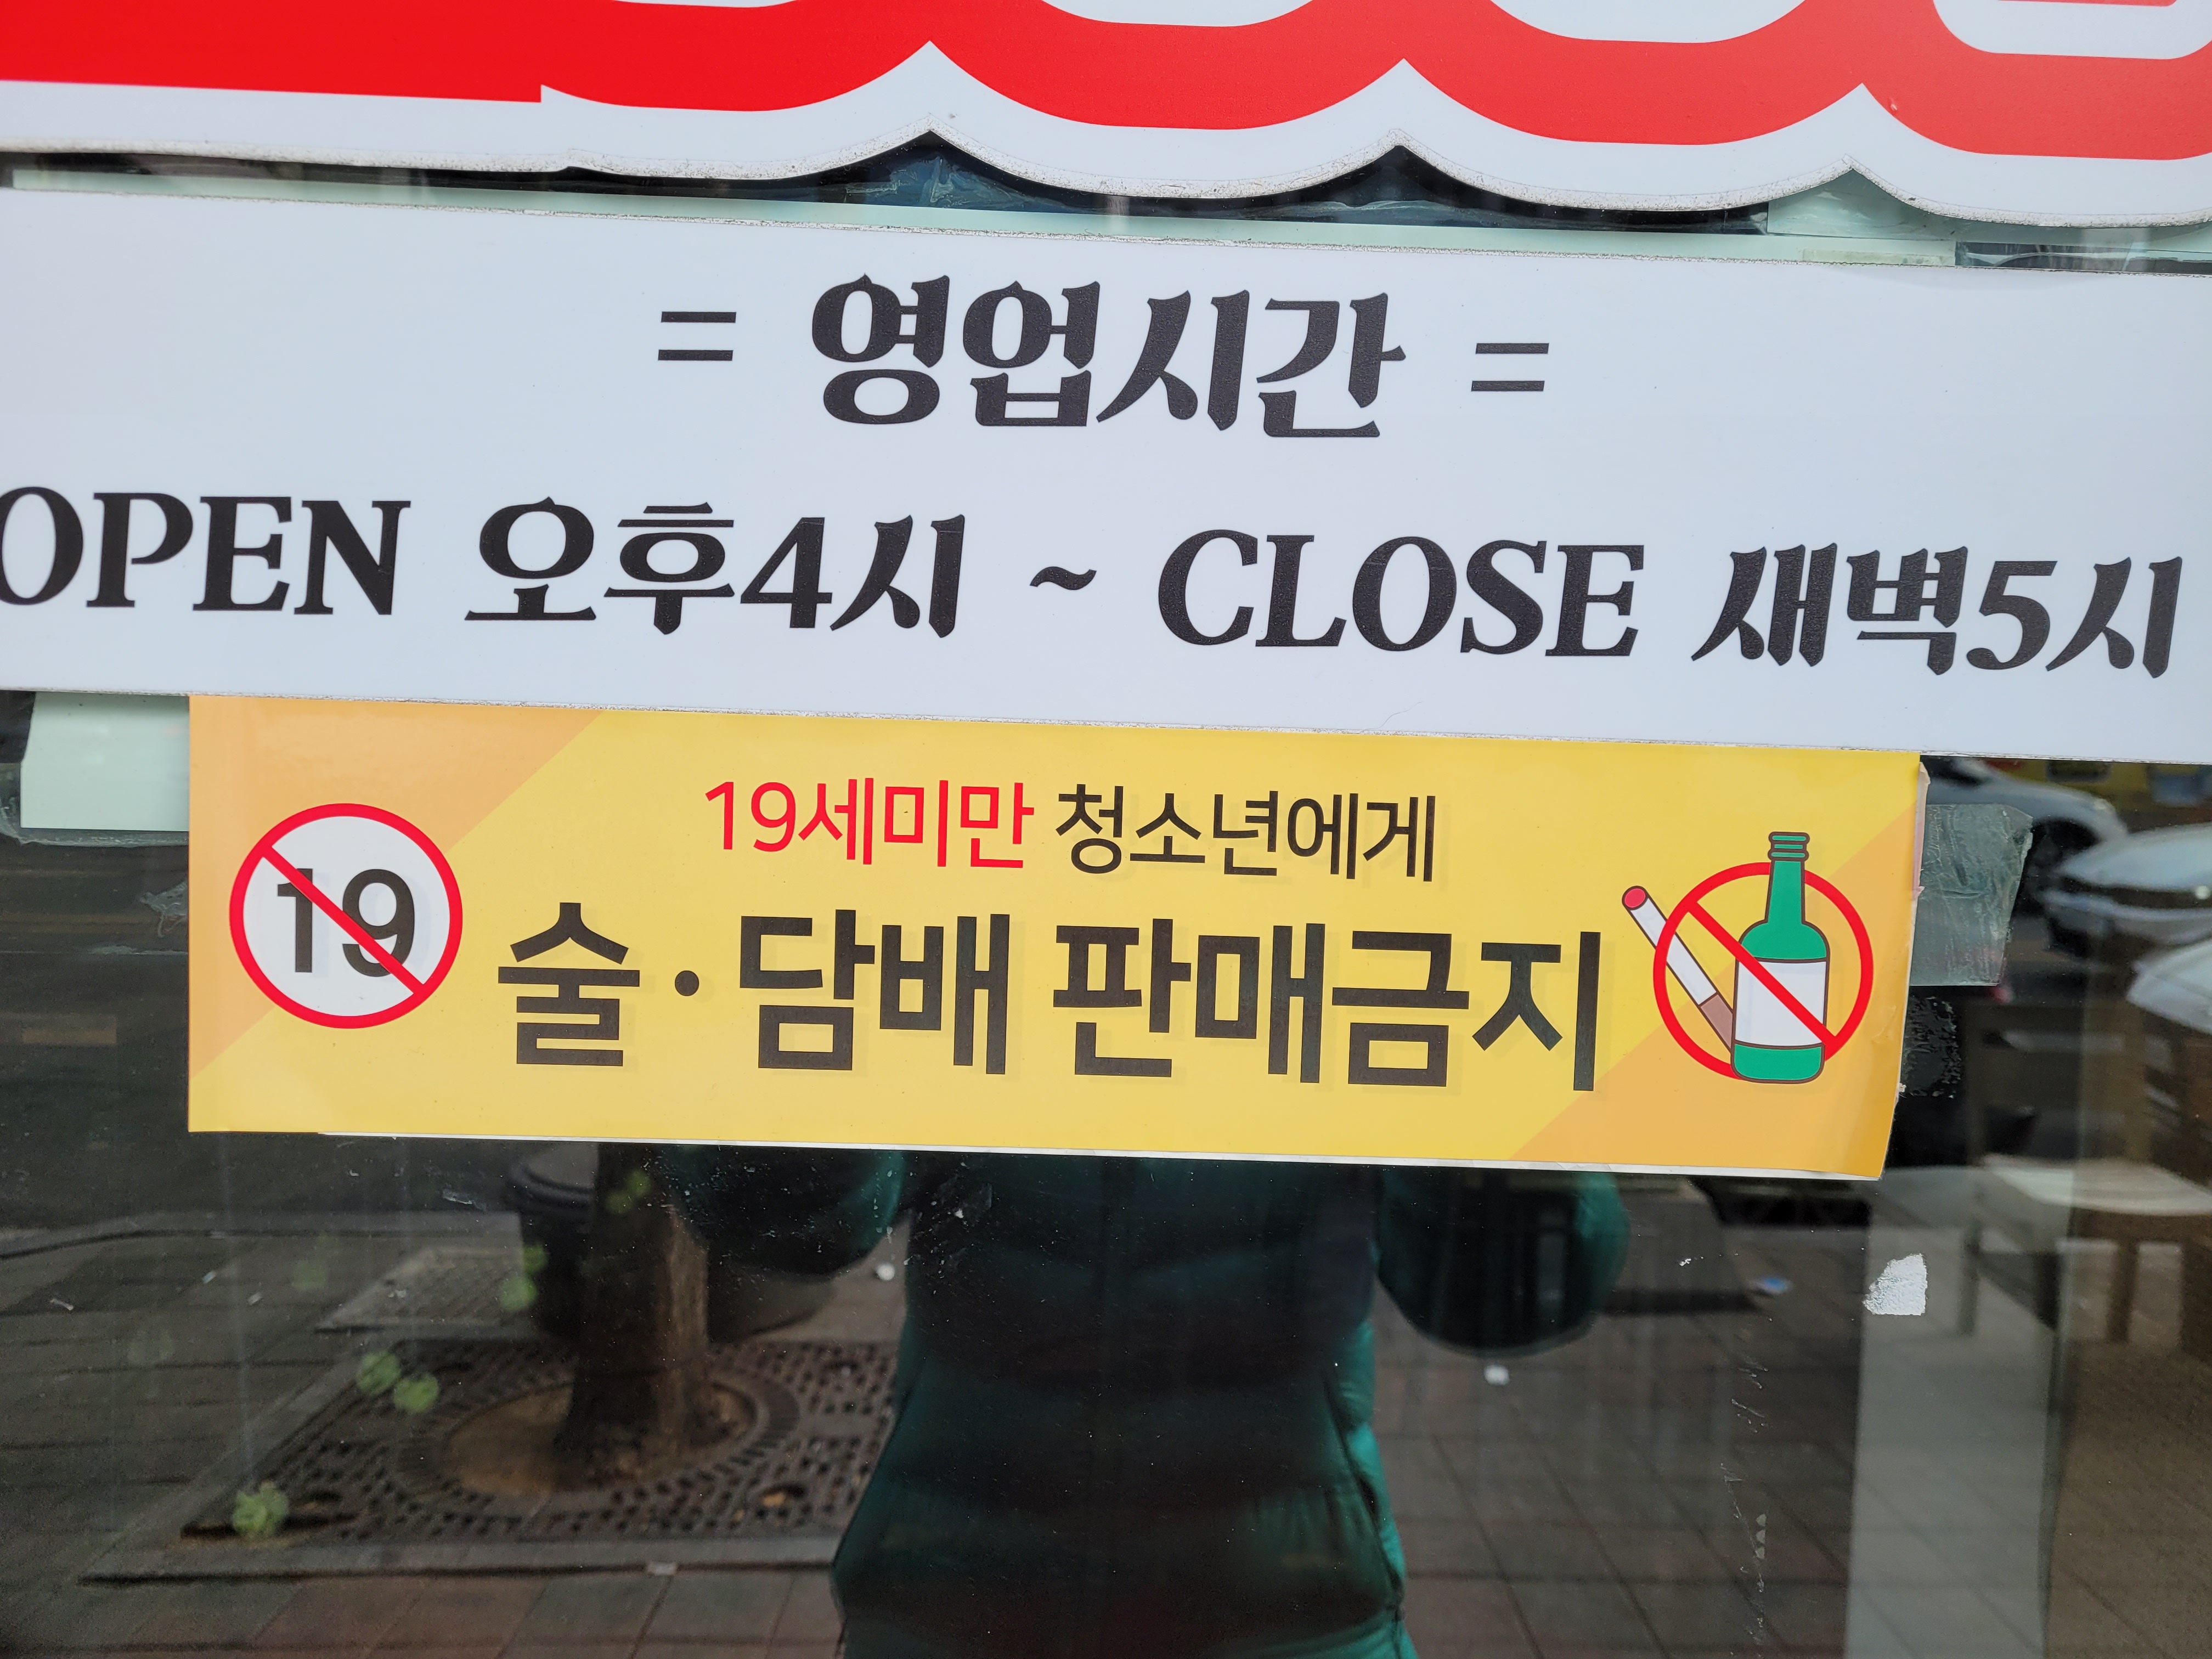 = 영업시간 =
OPEN 오후4시 ~ CLOSE 새벽5시
19세미만 청소년에게
19
술·담배 판매금지